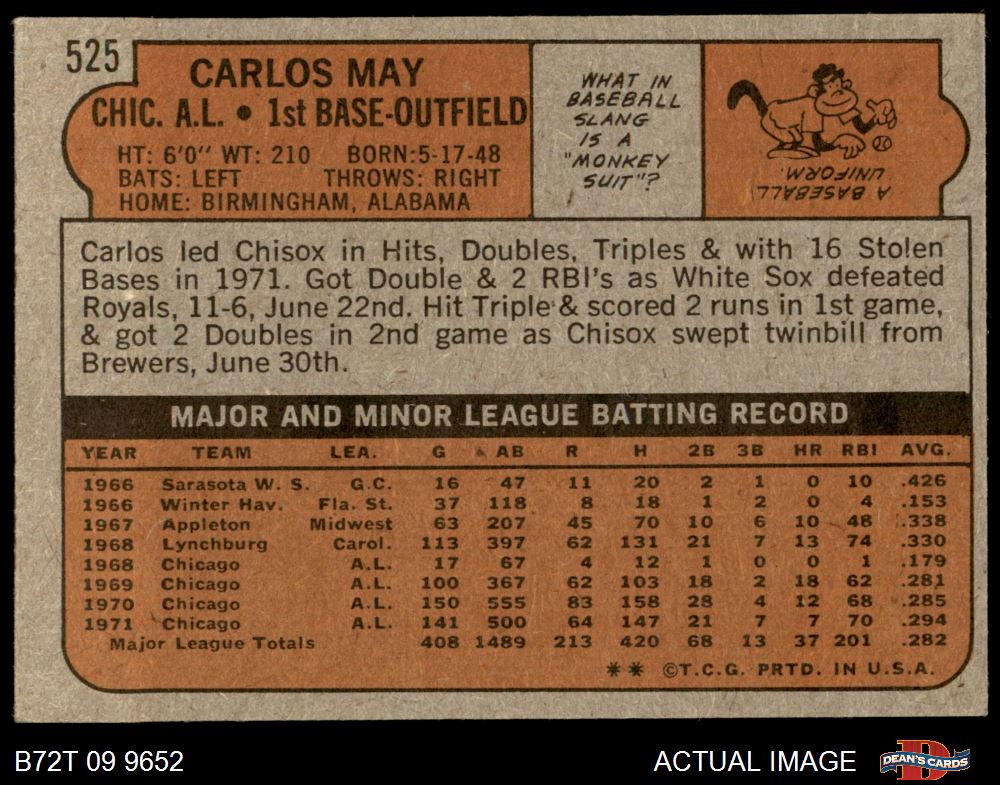 525
CARLOS MAY
CHIC. A.L. • 1st BASE-OUTFIELD
HT: 6'0" WT: 210 BORN:5-17-48
BATS: LEFT THROWS: RIGHT
HOME: BIRMINGHAM, ALABAMA
WHAT IN
BASEBALL
SLANG
IS A
"MONKEY
SUIT"?
A BASEBALL
UNIFORM.
Carlos led Chisox in Hits, Doubles, Triples & with 16 Stolen
Bases in 1971. Got Double & 2 RBI's as White Sox defeated
Royals, 11-6, June 22nd. Hit Triple & scored 2 runs in 1st game,
& got 2 Doubles in 2nd game as Chisox swept twinbill from
Brewers, June 30th.
MAJOR AND MINOR LEAGUE BATTING RECORD
YEAR TEAM LEA. G AB R H 2B 3B HR RBI AVG.
1966 Sarasota W. S. G.C. 16 47 11 20 2 1 0 10 .426
1966 Winter Hav. Fla. St. 37 118 8 18 1 2 0 4 .153
1967 Appleton Midwest 63 207 45 70 10 6 10 48 .338
1968 Lynchburg Carol. 113 397 62 131 21 7 13 74 .330
1968 Chicago A.L. 17 67 4 12 1 0 0 1 .179
1969 Chicago A.L. 100 367 62 103 18 2 18 62 .281
1970 Chicago A.L. 150 555 83 158 28 4 12 68 .285
1971 Chicago A.L. 141 500 64 147 21 7 7 70 .294
Major League Totals 408 1489 213 420 68 13 37 201 .282
** ©T.C.G. PRTD. IN U.S.A.
B72T 09 9652 ACTUAL IMAGE D DEAN'S CARDS